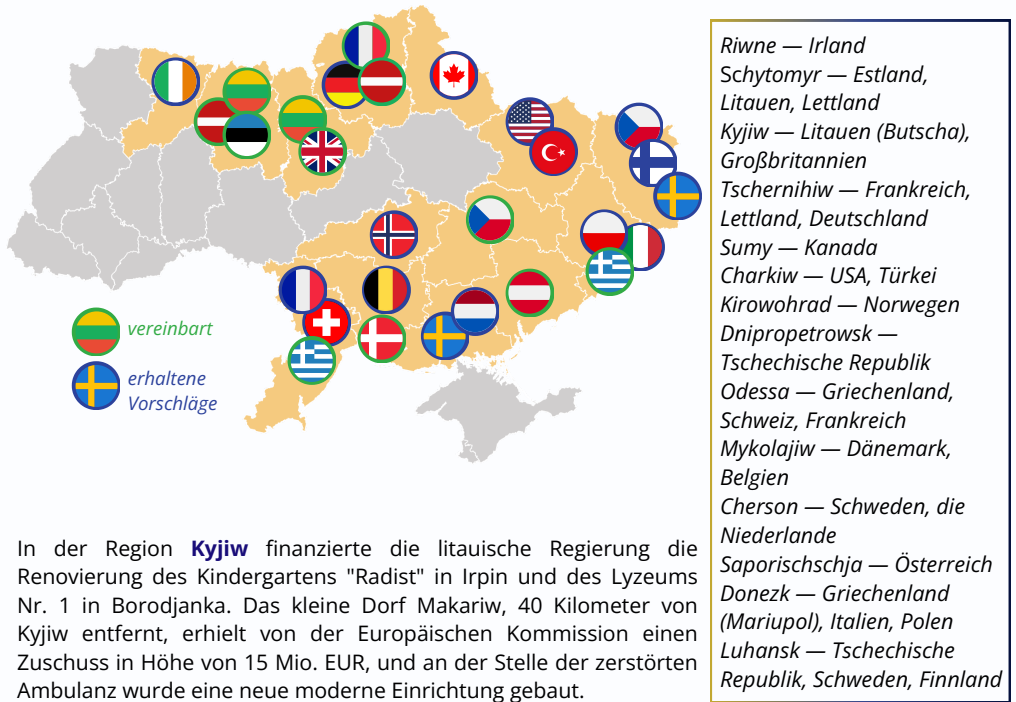 vereinbart
erhaltene
Vorschläge
In der Region Kyjiw finanzierte die litauische Regierung die
Renovierung des Kindergartens "Radist" in Irpin und des Lyzeums
Nr. 1 in Borodjanka. Das kleine Dorf Makariw, 40 Kilometer von
Kyjiw entfernt, erhielt von der Europäischen Kommission einen
Zuschuss in Höhe von 15 Mio. EUR, und an der Stelle der zerstörten
Ambulanz wurde eine neue moderne Einrichtung gebaut.
Riwne — Irland
Schytomyr — Estland,
Litauen, Lettland
Kyjiw — Litauen (Butscha),
Großbritannien
Tschernihiw — Frankreich,
Lettland, Deutschland
Sumy — Kanada
Charkiw — USA, Türkei
Kirowohrad — Norwegen
Dnipropetrowsk —
Tschechische Republik
Odessa — Griechenland,
Schweiz, Frankreich
Mykolajiw — Dänemark,
Belgien
Cherson — Schweden, die
Niederlande
Saporischschja — Österreich
Donezk — Griechenland
(Mariupol), Italien, Polen
Luhansk — Tschechische
Republik, Schweden, Finnland